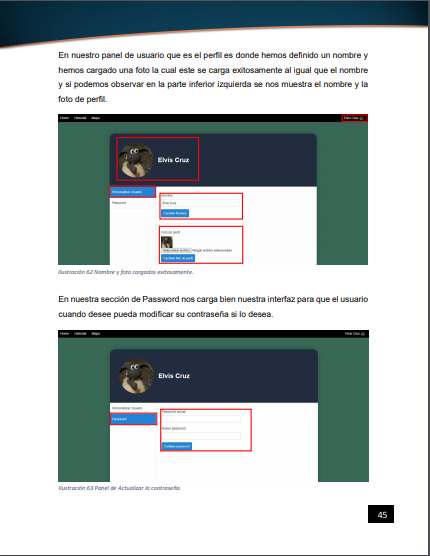 En nuestro panel de usuario que es el perfil es donde hemos definido un nombre y
hemos cargado una foto la cual este se carga exitosamente al igual que el nombre
y si podemos observar en la parte inferior izquierda se nos muestra el nombre y la
foto de perfil.
Home Historial Mapa Elvis Cruz
Elvis Cruz
Personalizar Usuario
Password
Nombre
Elvis Cruz
Cambiar Nombre
Foto de perfil
Seleccionar archivo Ningún archivo seleccionado
Cambiar foto de perfil
Ilustración 62 Nombre y foto cargados exitosamente.
En nuestra sección de Password nos carga bien nuestra interfaz para que el usuario
cuando desee pueda modificar su contraseña si lo desea.
Home Historial Mapa Elvis Cruz
Elvis Cruz
Personalizar Usuario
Password
Password actual
Nuevo password
Cambiar password
Ilustración 63 Panel de Actualizar la contraseña.
45